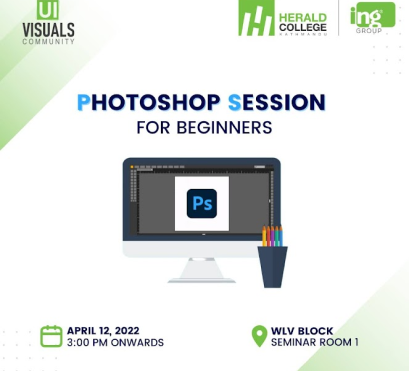 UI
VISUALS
COMMUNITY
HERALD
COLLEGE
KATHMANDU
ing
GROUP
PHOTOSHOP SESSION
FOR BEGINNERS
Ps
APRIL 12, 2022
3:00 PM ONWARDS
WLV BLOCK
SEMINAR ROOM 1